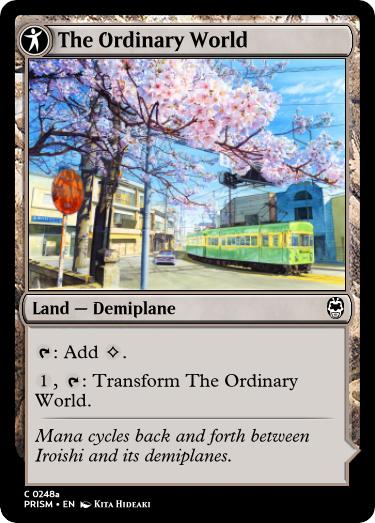 The Ordinary World
Land — Demiplane
: Add .
1 , : Transform The Ordinary
World.
Mana cycles back and forth between
Iroishi and its demiplanes.
C 0248a
PRISM • EN Kita Hideaki